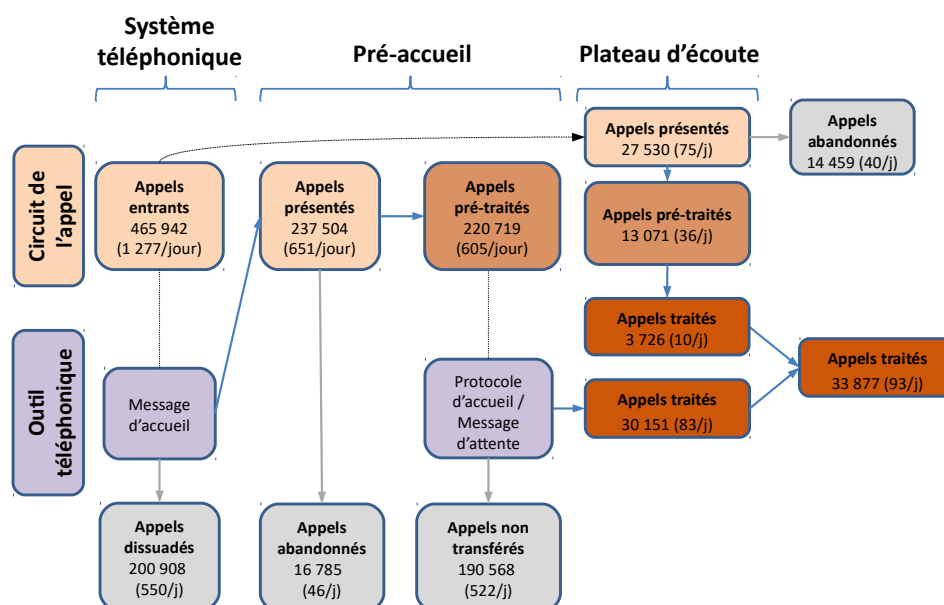 Système
téléphonique
Pré-accueil
Plateau d'écoute
Circuit de
l'appel
Appels
entrants
465 942
(1 277/jour)
Appels
présentés
237 504
(651/jour)
Appels
pré-traités
220 719
(605/jour)
Appels présentés
27 530 (75/j)
Appels
abandonnés
14 459 (40/j)
Appels pré-traités
13 071 (36/j)
Appels traités
3 726 (10/j)
Appels traités
33 877 (93/j)
Outil
téléphonique
Message
d'accueil
Protocole
d'accueil /
Message
d'attente
Appels traités
30 151 (83/j)
Appels
dissuadés
200 908
(550/j)
Appels
abandonnés
16 785
(46/j)
Appels non
transférés
190 568
(522/j)